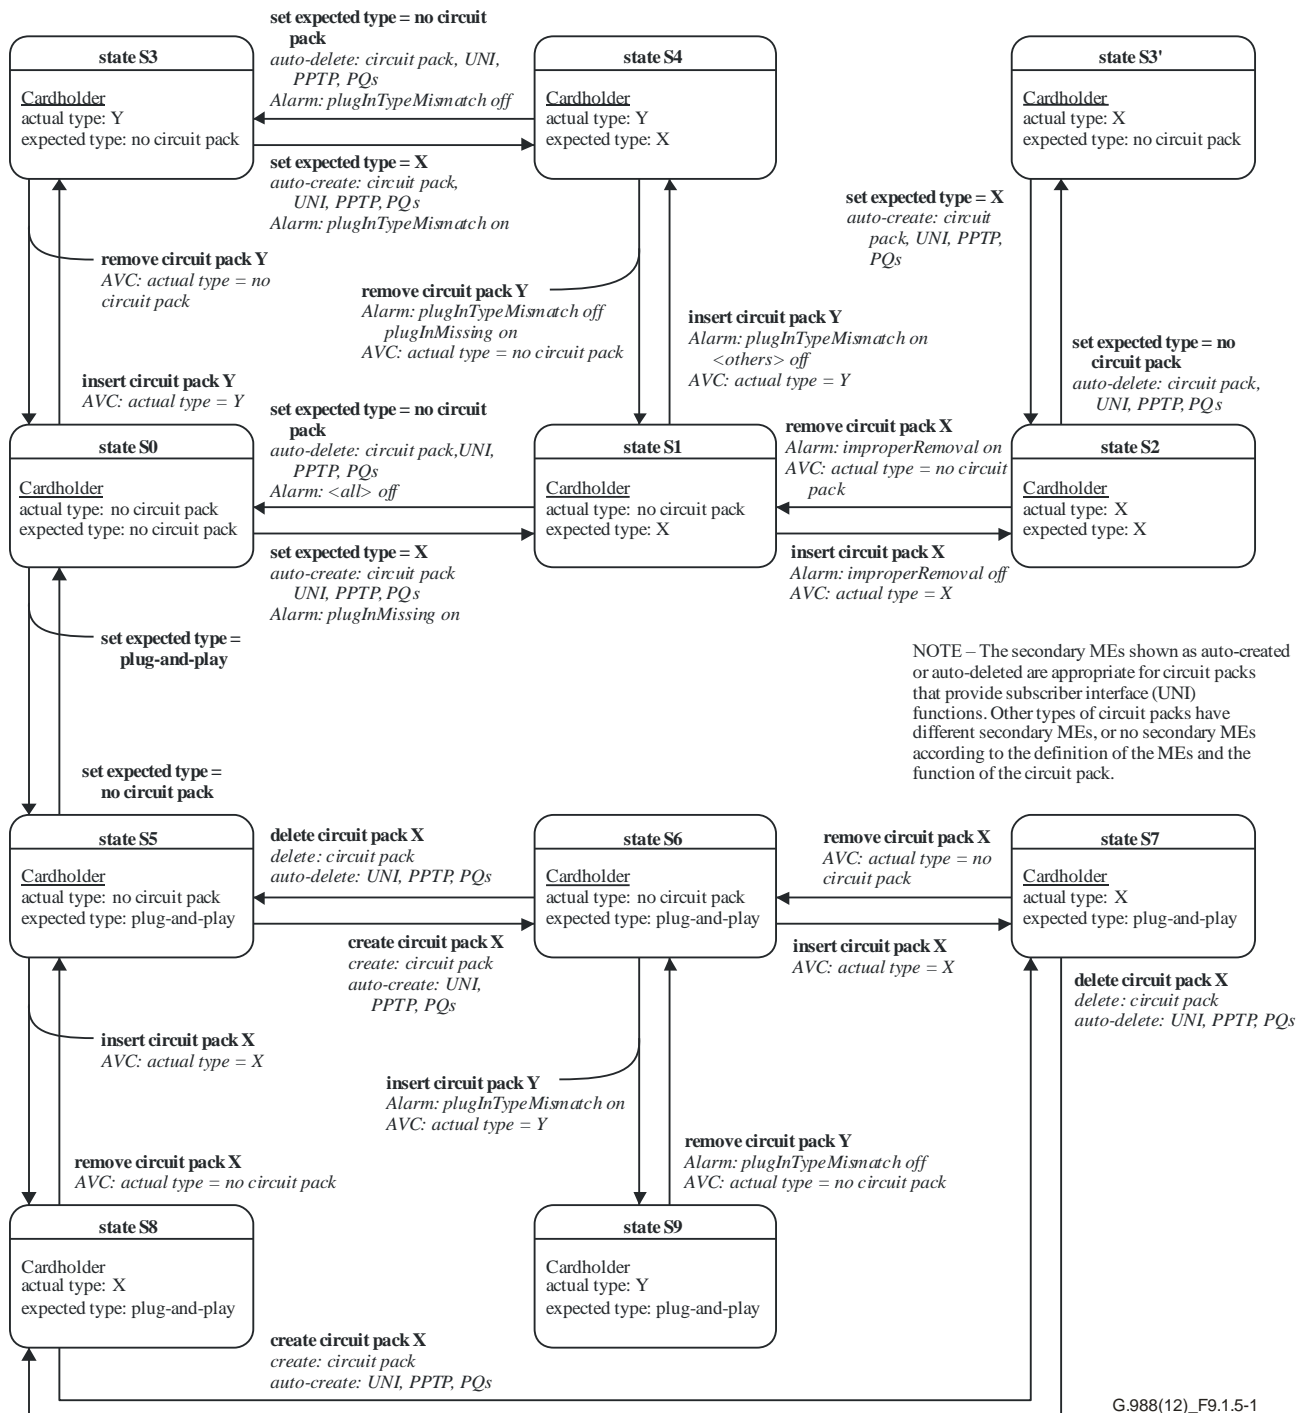 set expected type = no circuit
pack
auto-delete: circuit pack, UNI,
PPTP, PQs
Alarm: plugInTypeMismatch off
state S3
Cardholder
actual type: Y
expected type: no circuit pack
state S4
Cardholder
actual type: Y
expected type: X
state S3'
Cardholder
actual type: X
expected type: no circuit pack
set expected type = X
auto-create: circuit pack,
UNI, PPTP, PQs
Alarm: plugInTypeMismatch on
set expected type = X
auto-create: circuit
pack, UNI, PPTP,
PQs
remove circuit pack Y
AVC: actual type = no
circuit pack
remove circuit pack Y
Alarm: plugInTypeMismatch off
plugInMissing on
AVC: actual type = no circuit pack
insert circuit pack Y
Alarm: plugInTypeMismatch on
<others> off
AVC: actual type = Y
set expected type = no
circuit pack
auto-delete: circuit pack,
UNI, PPTP, PQs
insert circuit pack Y
AVC: actual type = Y
set expected type = no circuit
pack
auto-delete: circuit pack,UNI,
PPTP, PQs
Alarm: <all> off
remove circuit pack X
Alarm: improperRemoval on
AVC: actual type = no circuit
pack
state S0
Cardholder
actual type: no circuit pack
expected type: no circuit pack
state S1
Cardholder
actual type: no circuit pack
expected type: X
state S2
Cardholder
actual type: X
expected type: X
set expected type = X
auto-create: circuit pack
UNI, PPTP, PQs
Alarm: plugInMissing on
insert circuit pack X
Alarm: improperRemoval off
AVC: actual type = X
set expected type =
plug-and-play
NOTE – The secondary MEs shown as auto-created
or auto-deleted are appropriate for circuit packs
that provide subscriber interface (UNI)
functions. Other types of circuit packs have
different secondary MEs, or no secondary MEs
according to the definition of the MEs and the
function of the circuit pack.
set expected type =
no circuit pack
state S5
Cardholder
actual type: no circuit pack
expected type: plug-and-play
delete circuit pack X
delete: circuit pack
auto-delete: UNI, PPTP, PQs
state S6
Cardholder
actual type: no circuit pack
expected type: plug-and-play
remove circuit pack X
AVC: actual type = no
circuit pack
state S7
Cardholder
actual type: X
expected type: plug-and-play
create circuit pack X
create: circuit pack
auto-create: UNI,
PPTP, PQs
insert circuit pack X
AVC: actual type = X
delete circuit pack X
delete: circuit pack
auto-delete: UNI, PPTP, PQs
insert circuit pack X
AVC: actual type = X
insert circuit pack Y
Alarm: plugInTypeMismatch on
AVC: actual type = Y
remove circuit pack Y
Alarm: plugInTypeMismatch off
AVC: actual type = no circuit pack
remove circuit pack X
AVC: actual type = no circuit pack
state S8
Cardholder
actual type: X
expected type: plug-and-play
state S9
Cardholder
actual type: Y
expected type: plug-and-play
create circuit pack X
create: circuit pack
auto-create: UNI, PPTP, PQs
G.988(12)_F9.1.5-1